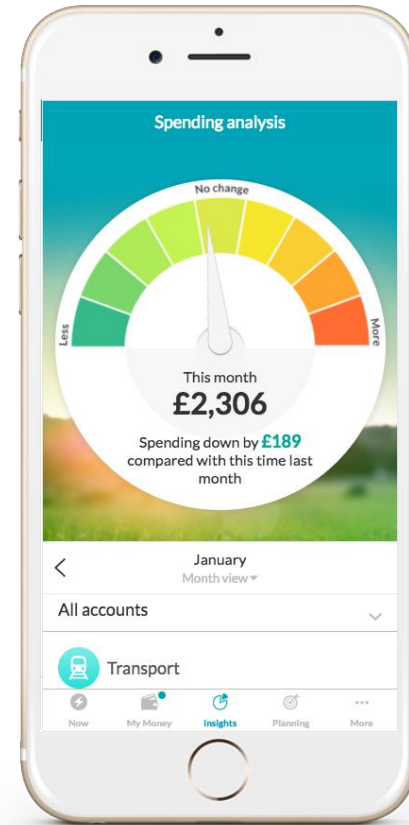 Spending analysis
No change
Less
More
This month
£2,306
Spending down by £189
compared with this time last
month
January
Month view
All accounts
Transport
Now My Money Insights Planning More